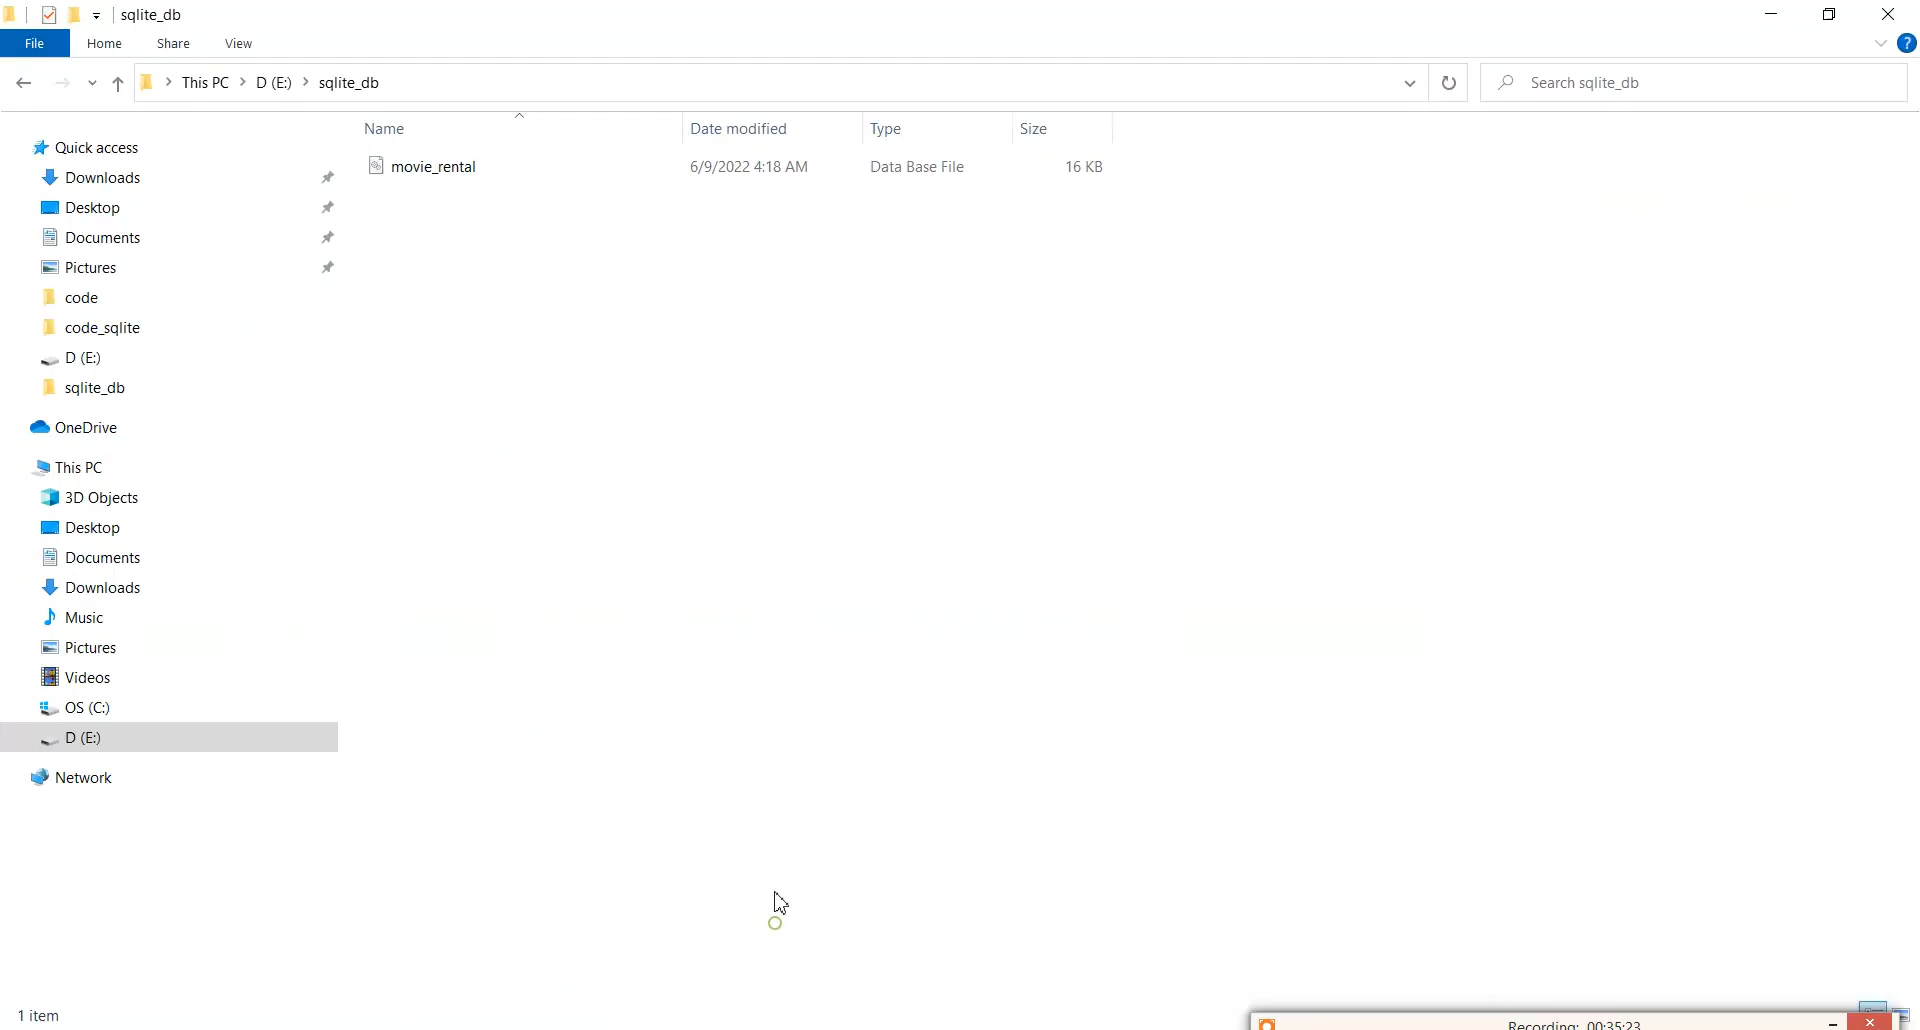 sqlite_db
File Home Share View
This PC D (E:) sqlite_db
Search sqlite_db
Name Date modified Type Size
movie_rental 6/9/2022 4:18 AM Data Base File 16 KB
Quick access
Downloads
Desktop
Documents
Pictures
code
code_sqlite
D (E:)
sqlite_db
OneDrive
This PC
3D Objects
Desktop
Documents
Downloads
Music
Pictures
Videos
OS (C:)
D (E:)
Network
1 item
Recording: 00:35:23